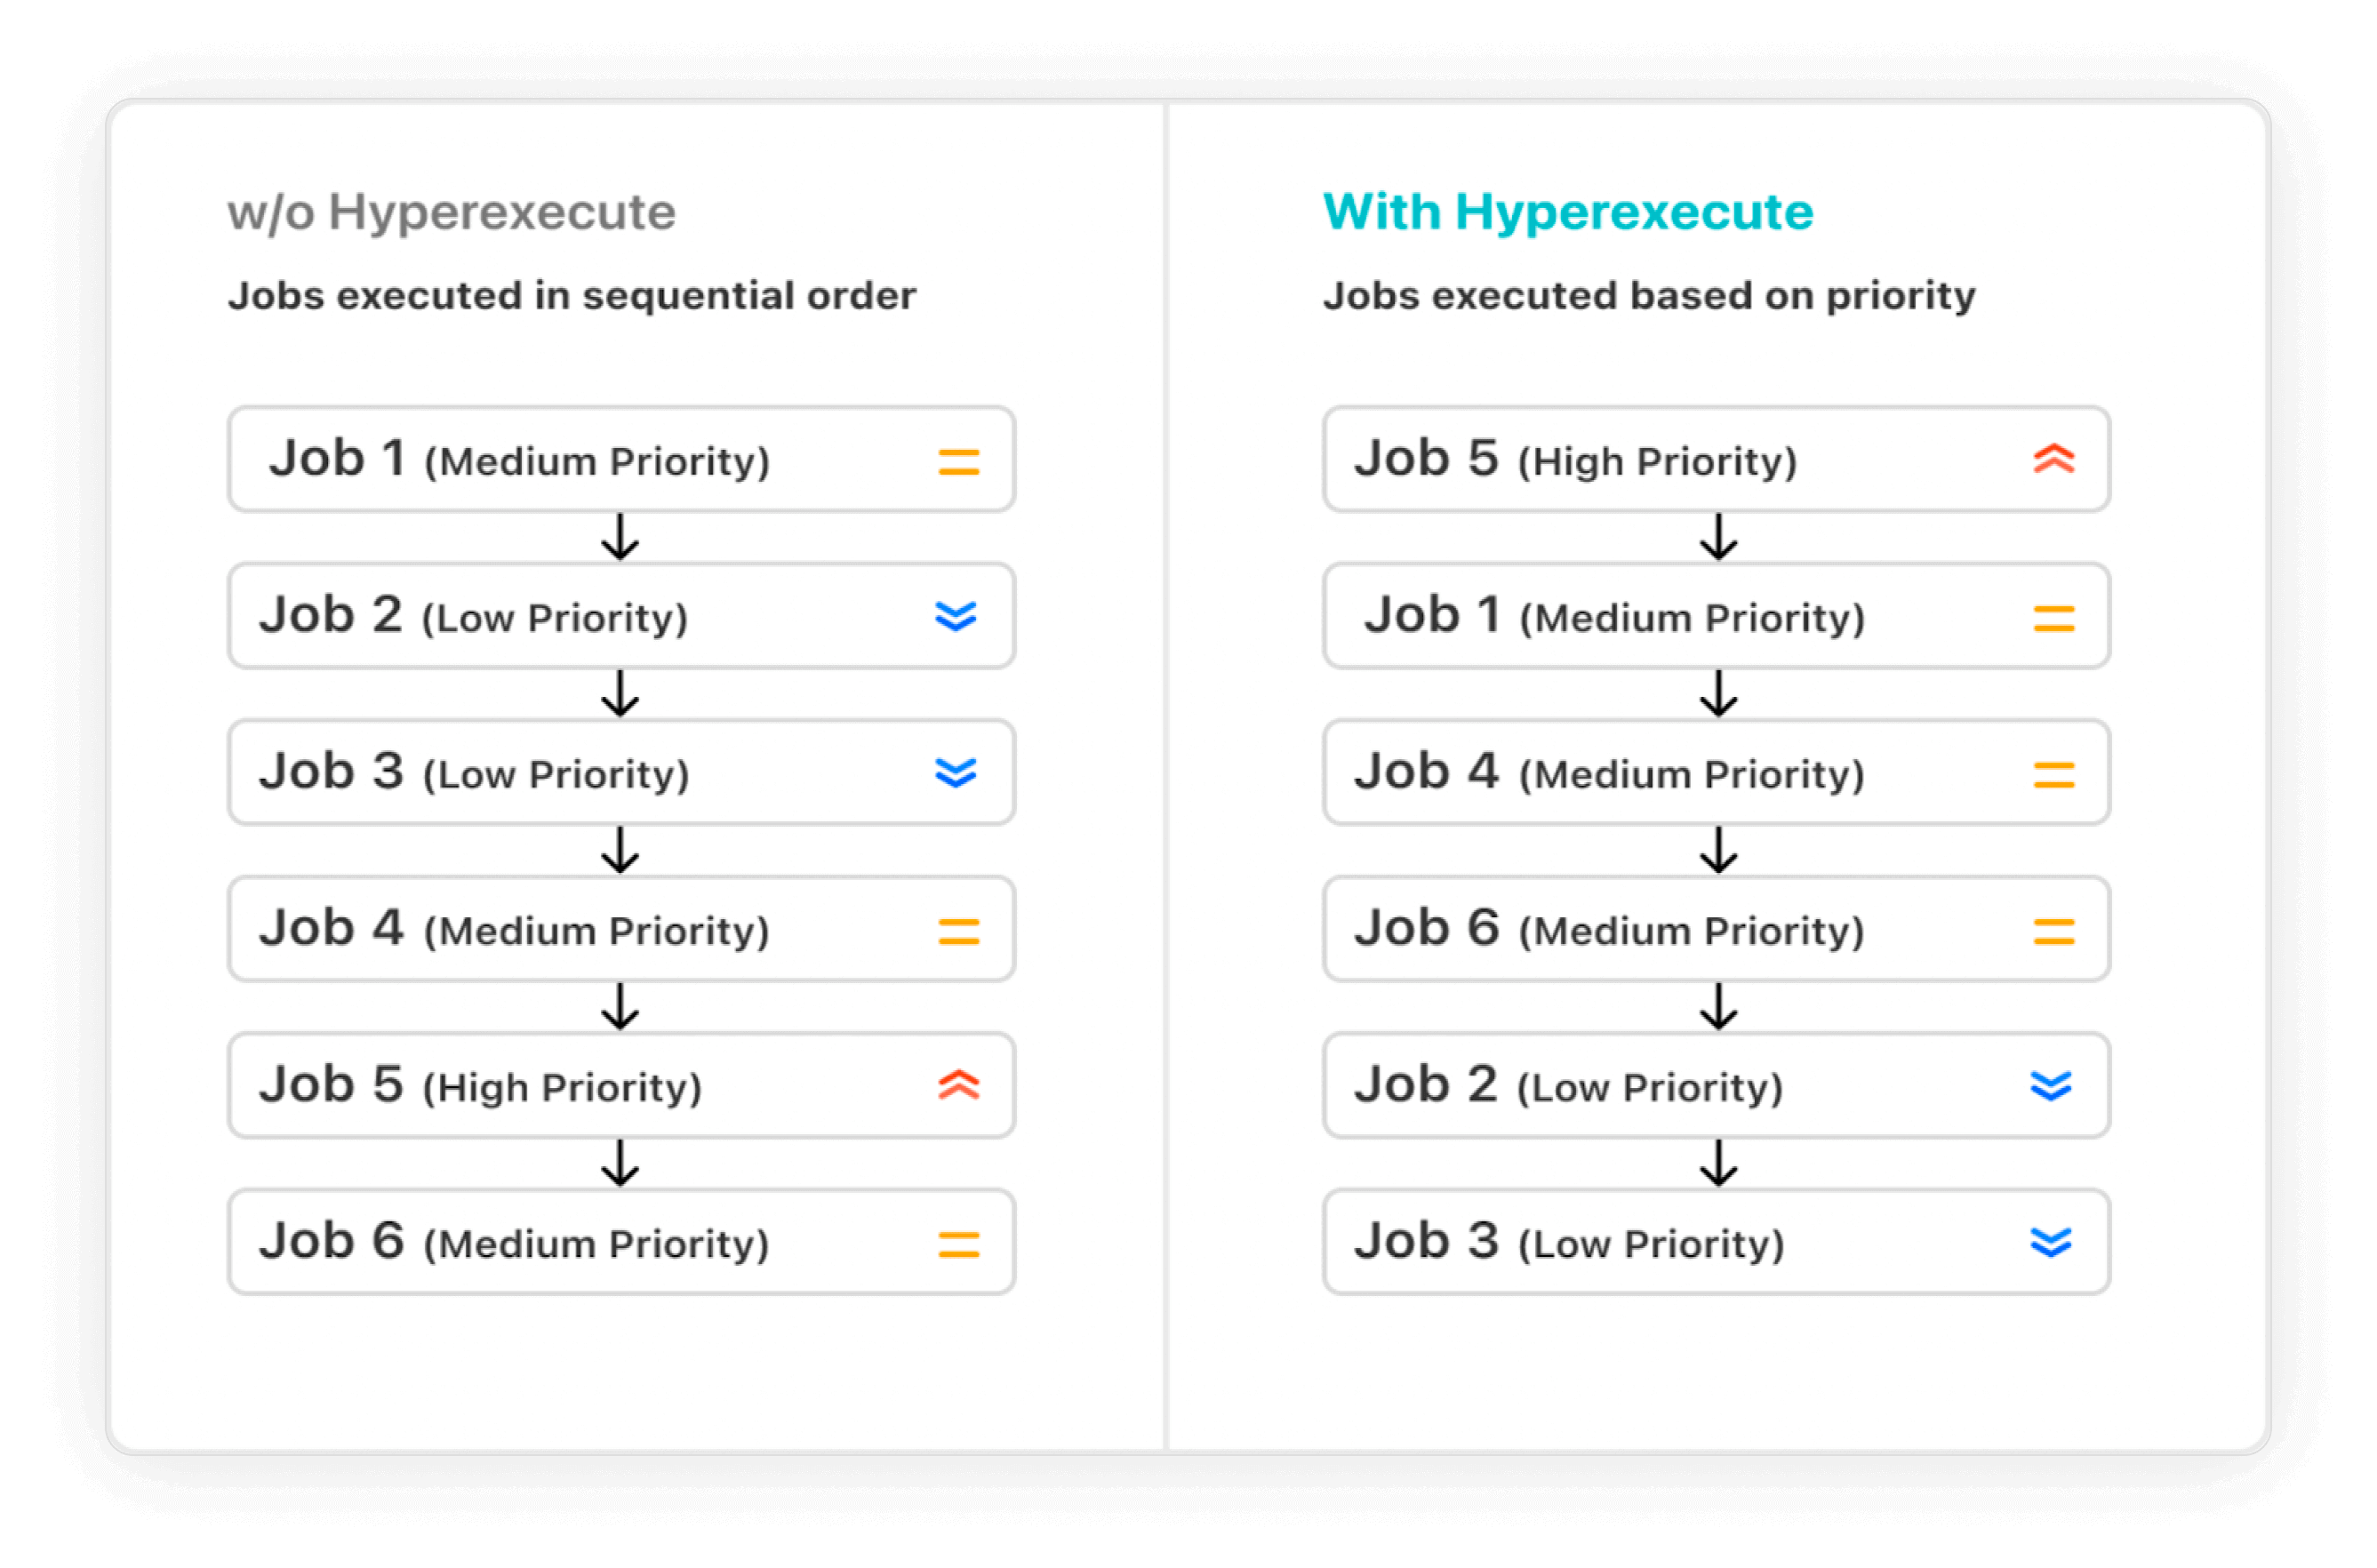 w/o Hyperexecute
Jobs executed in sequential order
Job 1 (Medium Priority)
Job 2 (Low Priority)
Job 3 (Low Priority)
Job 4 (Medium Priority)
Job 5 (High Priority)
Job 6 (Medium Priority)
With Hyperexecute
Jobs executed based on priority
Job 5 (High Priority)
Job 1 (Medium Priority)
Job 4 (Medium Priority)
Job 6 (Medium Priority)
Job 2 (Low Priority)
Job 3 (Low Priority)